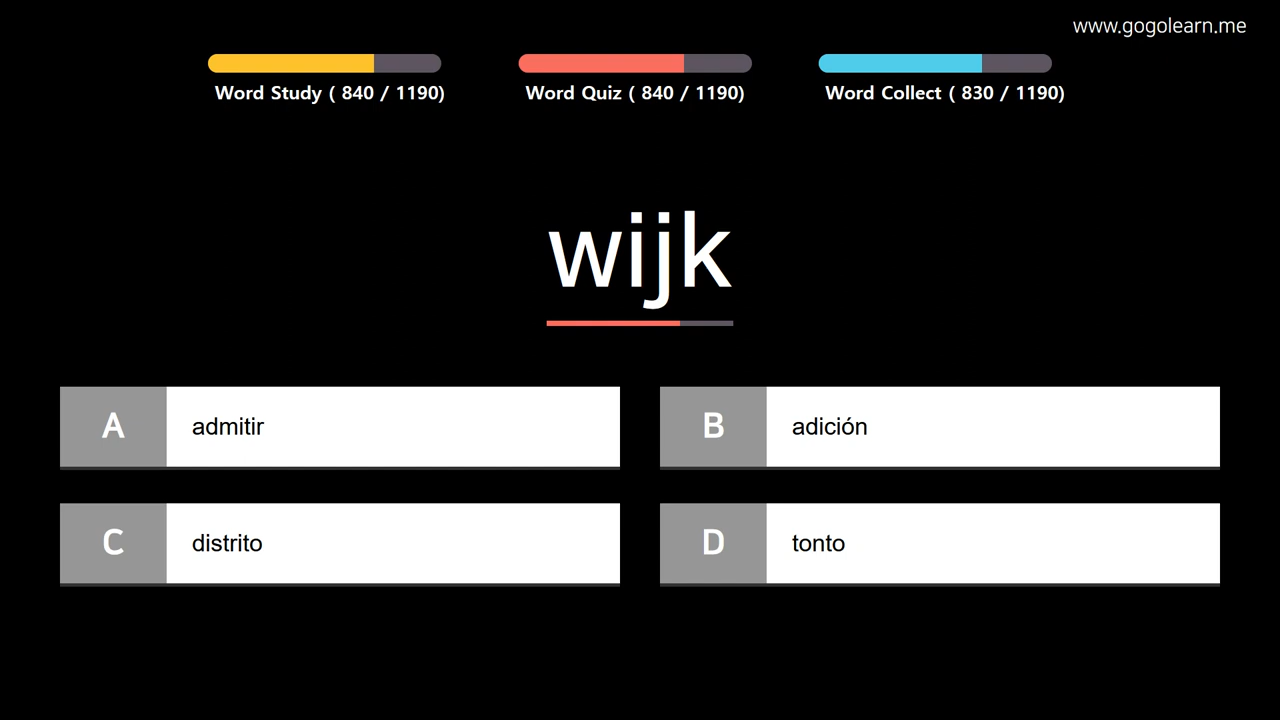 www.gogolearn.me
Word Study ( 840 / 1190)
Word Quiz ( 840 / 1190)
Word Collect ( 830 / 1190)
wijk
A admitir
B adición
C distrito
D tonto